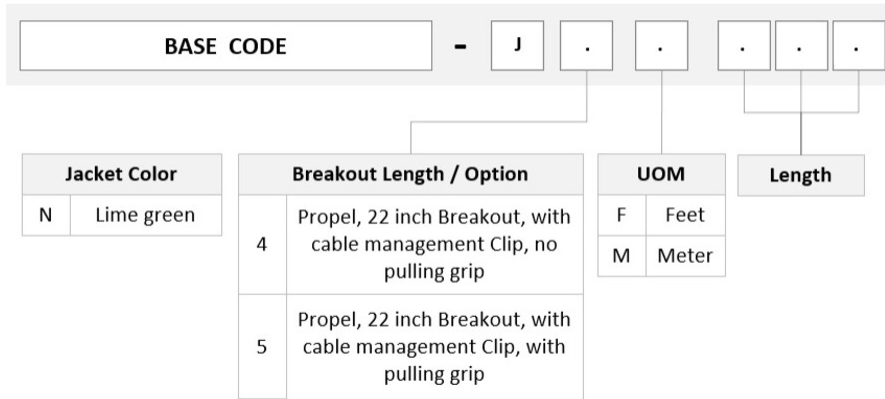 BASE CODE - J . . . . .
Jacket Color
N Lime green
Breakout Length / Option
4 Propel, 22 inch Breakout, with
cable management Clip, no
pulling grip
5 Propel, 22 inch Breakout, with
cable management Clip, with
pulling grip
UOM
F Feet
M Meter
Length